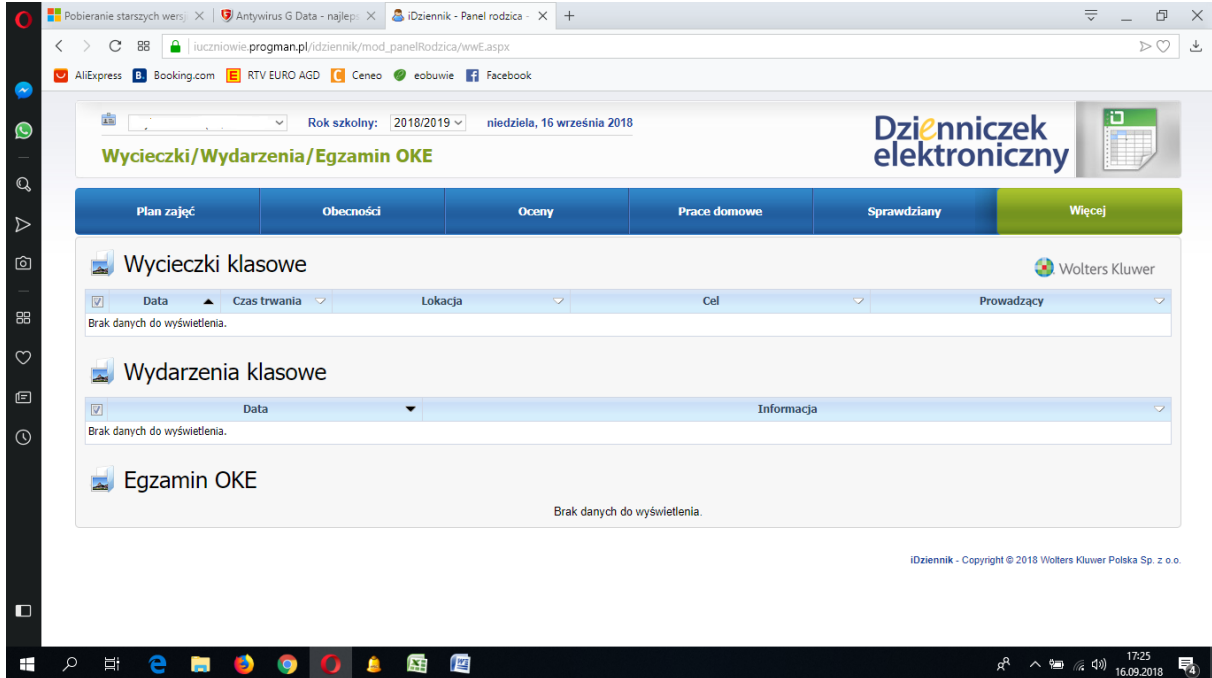 Pobieranie starszych wersj
Antywirus G Data - najleps
iDziennik - Panel rodzica -
iuczniowie.progman.pl/idziennik/mod_panelRodzica/wwE.aspx
AliExpress B. Booking.com E RTV EURO AGD C Ceneo eobuwie f Facebook
Rok szkolny: 2018/2019 niedziela, 16 września 2018
Wycieczki/Wydarzenia/Egzamin OKE
Dzienniczek
elektroniczny
Plan zajęć Obecności Oceny Prace domowe Sprawdziany Więcej
Wycieczki klasowe
Wolters Kluwer
Data Czas trwania Lokacja Cel Prowadzący
Brak danych do wyświetlenia.
Wydarzenia klasowe
Data Informacja
Brak danych do wyświetlenia.
Egzamin OKE
Brak danych do wyświetlenia.
iDziennik - Copyright © 2018 Wolters Kluwer Polska Sp. z o.o.
17:25
16.09.2018
4